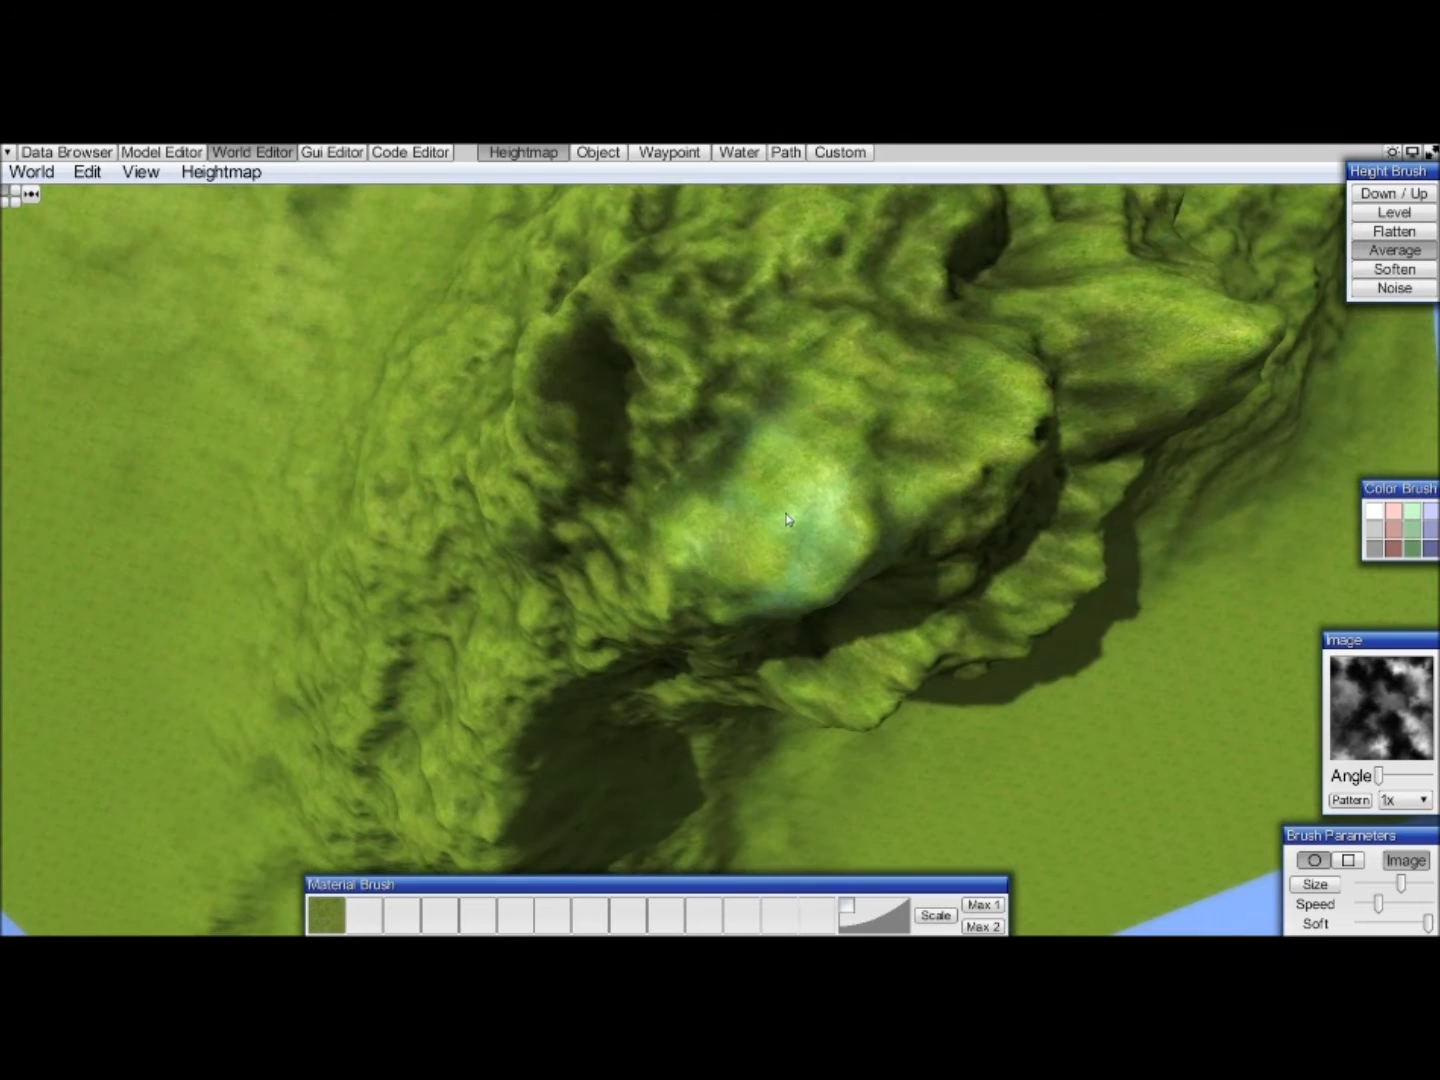 Data Browser Model Editor World Editor Gui Editor Code Editor Heightmap Object Waypoint Water Path Custom
World Edit View Heightmap
Height Brush
Down / Up
Level
Flatten
Average
Soften
Noise
Color Brush
Image
Angle
Pattern 1x
Brush Parameters
Image
Size
Speed
Soft
Material Brush
Scale
Max 1
Max 2